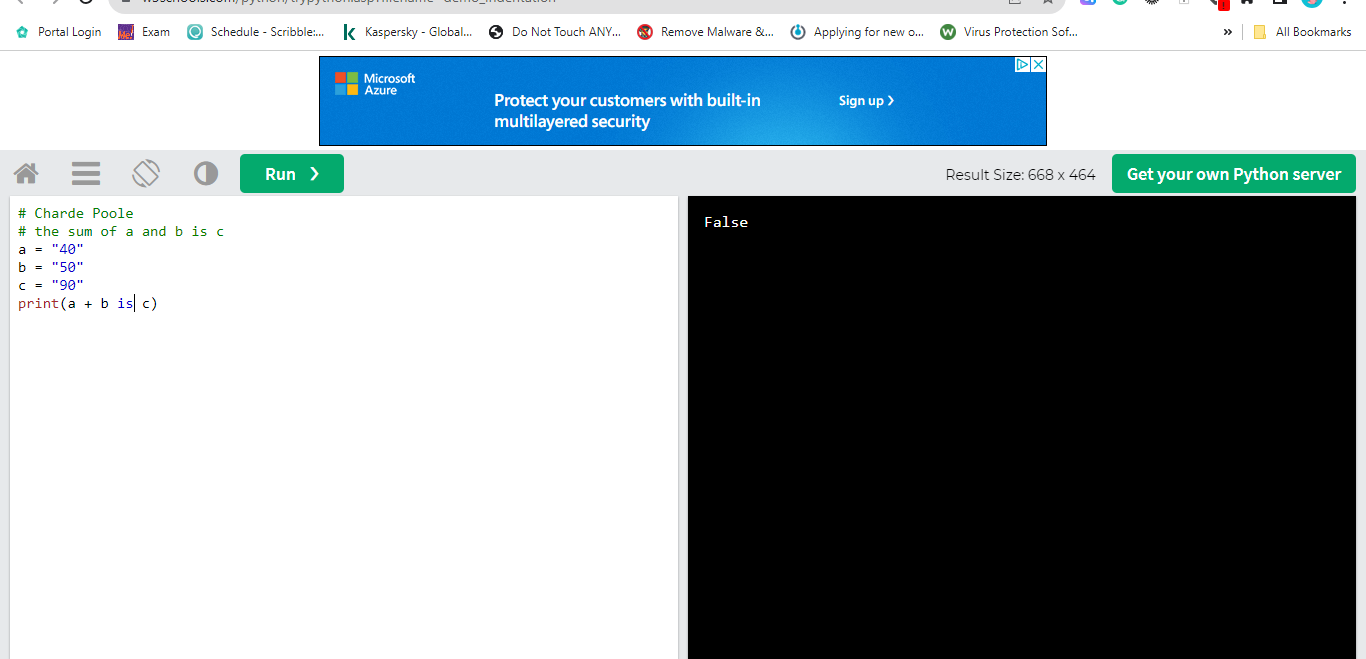 Portal Login Exam Schedule - Scribble:... Kaspersky - Global... Do Not Touch ANY... Remove Malware &... Applying for new o... Virus Protection Sof... » All Bookmarks
Microsoft
Azure
Protect your customers with built-in
multilayered security
Sign up ❯
Run ❯
Result Size: 668 x 464
Get your own Python server
# Charde Poole
# the sum of a and b is c
a = "40"
b = "50"
c = "90"
print(a + b is c)
False